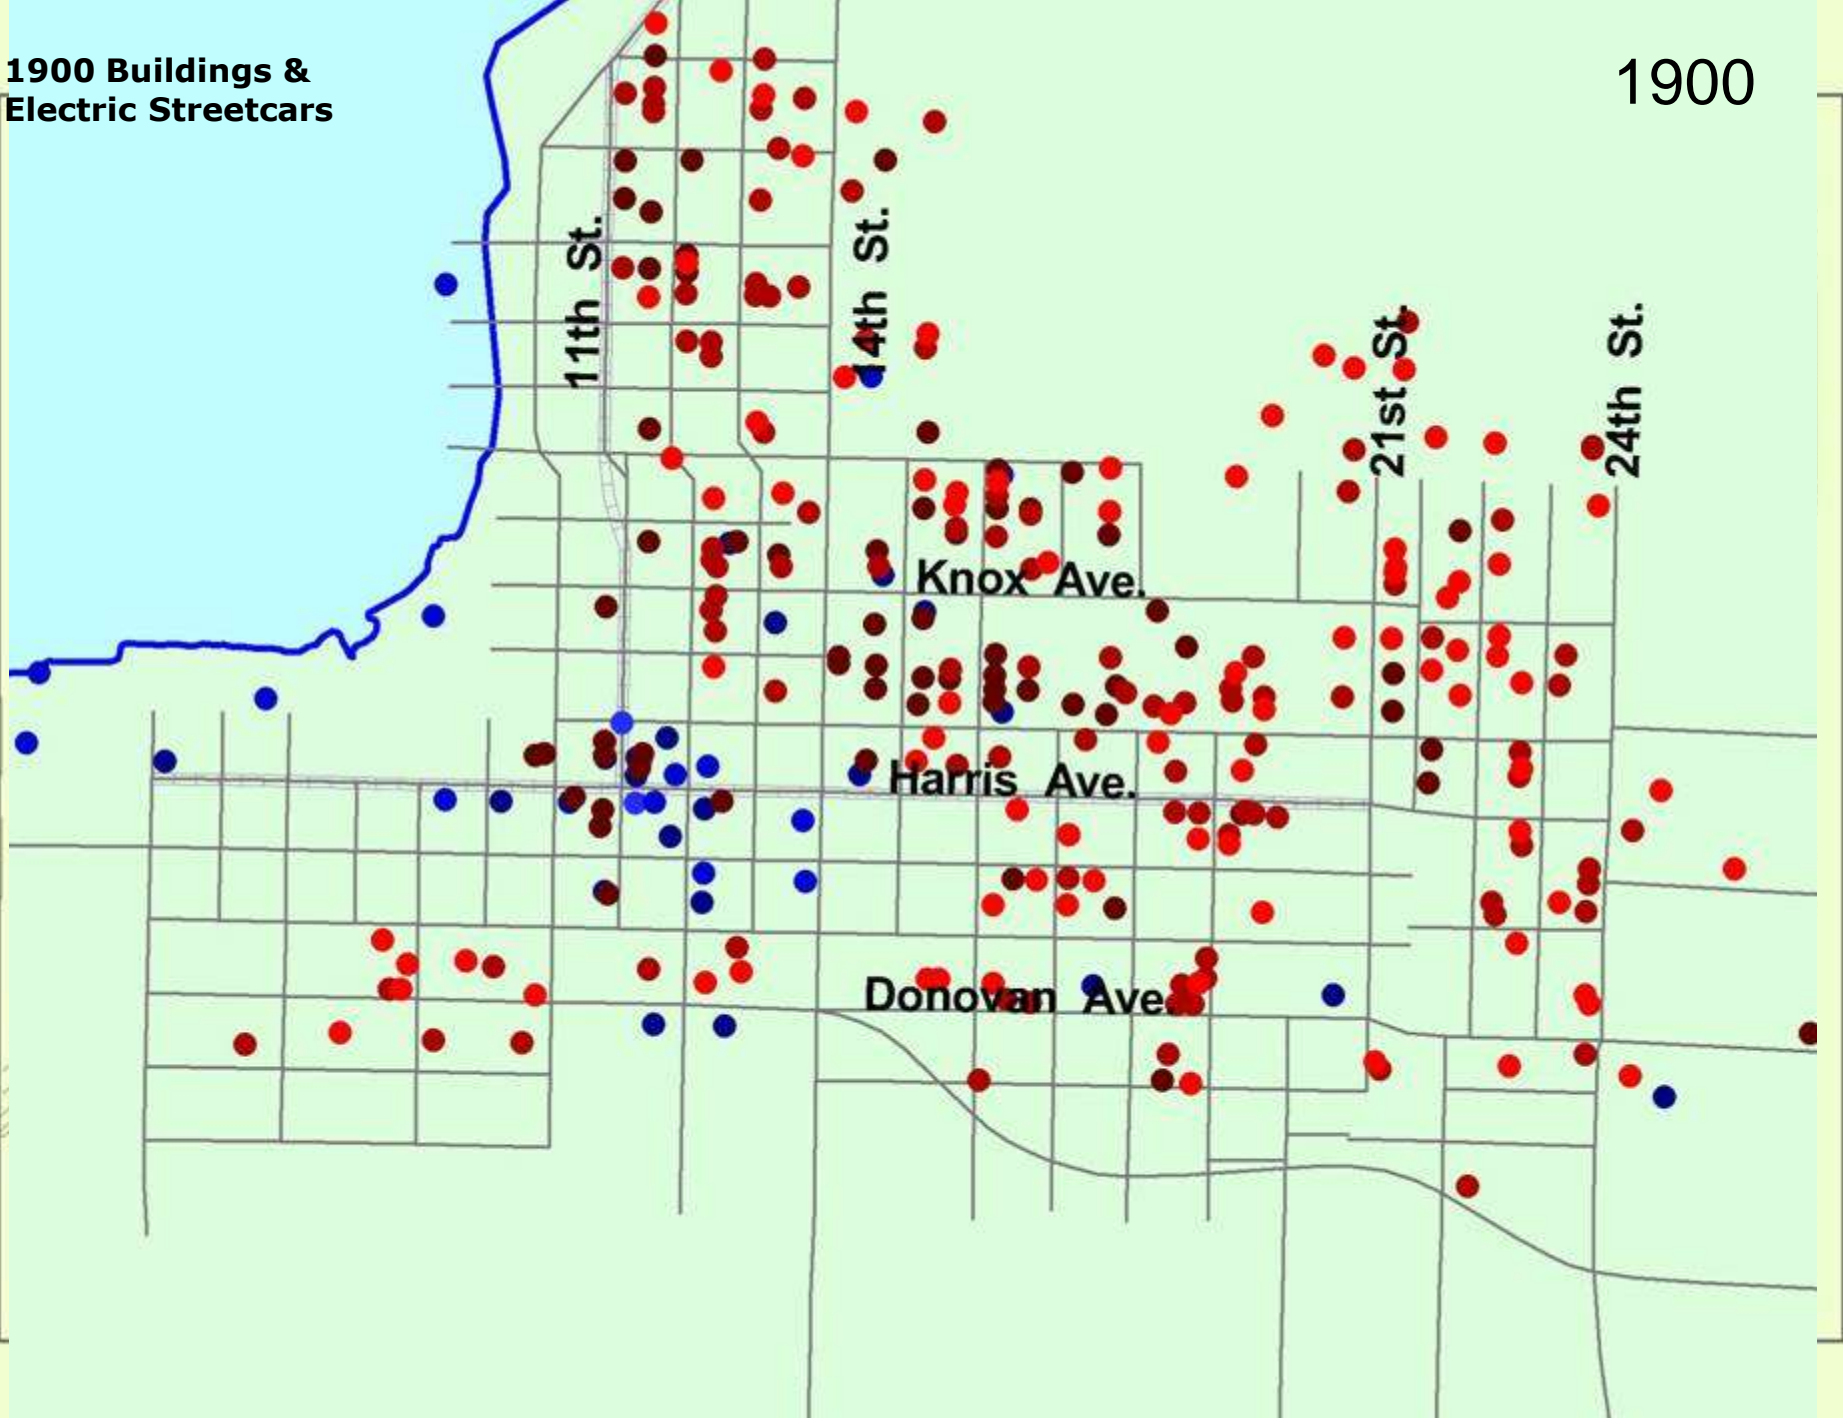 1900 Buildings &
Electric Streetcars
1900
11th St.
14th St.
21st St.
24th St.
Knox Ave.
Harris Ave.
Donovan Ave.